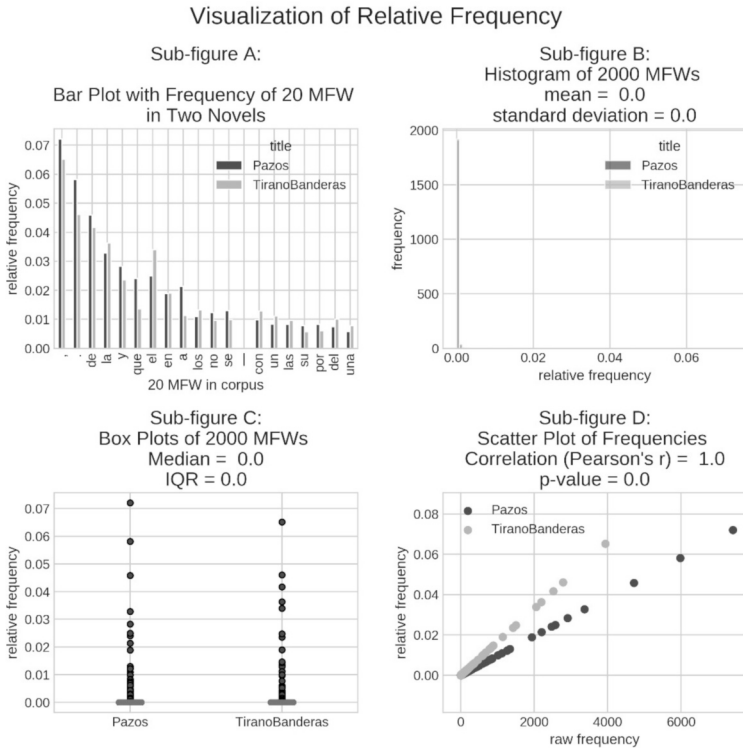 Visualization of Relative Frequency
Sub-figure A:
Bar Plot with Frequency of 20 MFW
in Two Novels
0.07
0.06
0.05
0.04
0.03
0.02
0.01
0.00
relative frequency
title
Pazos
TiranoBanderas
,
.
de
la
y
que
el
en
a
los
no
se
—
con
un
las
su
por
del
una
20 MFW in corpus
Sub-figure B:
Histogram of 2000 MFWs
mean = 0.0
standard deviation = 0.0
2000
1500
1000
500
0
frequency
title
Pazos
TiranoBanderas
0.00 0.02 0.04 0.06
relative frequency
Sub-figure C:
Box Plots of 2000 MFWs
Median = 0.0
IQR = 0.0
0.07
0.06
0.05
0.04
0.03
0.02
0.01
0.00
relative frequency
Pazos TiranoBanderas
Sub-figure D:
Scatter Plot of Frequencies
Correlation (Pearson's r) = 1.0
p-value = 0.0
0.08
0.06
0.04
0.02
0.00
relative frequency
Pazos
TiranoBanderas
0 2000 4000 6000
raw frequency